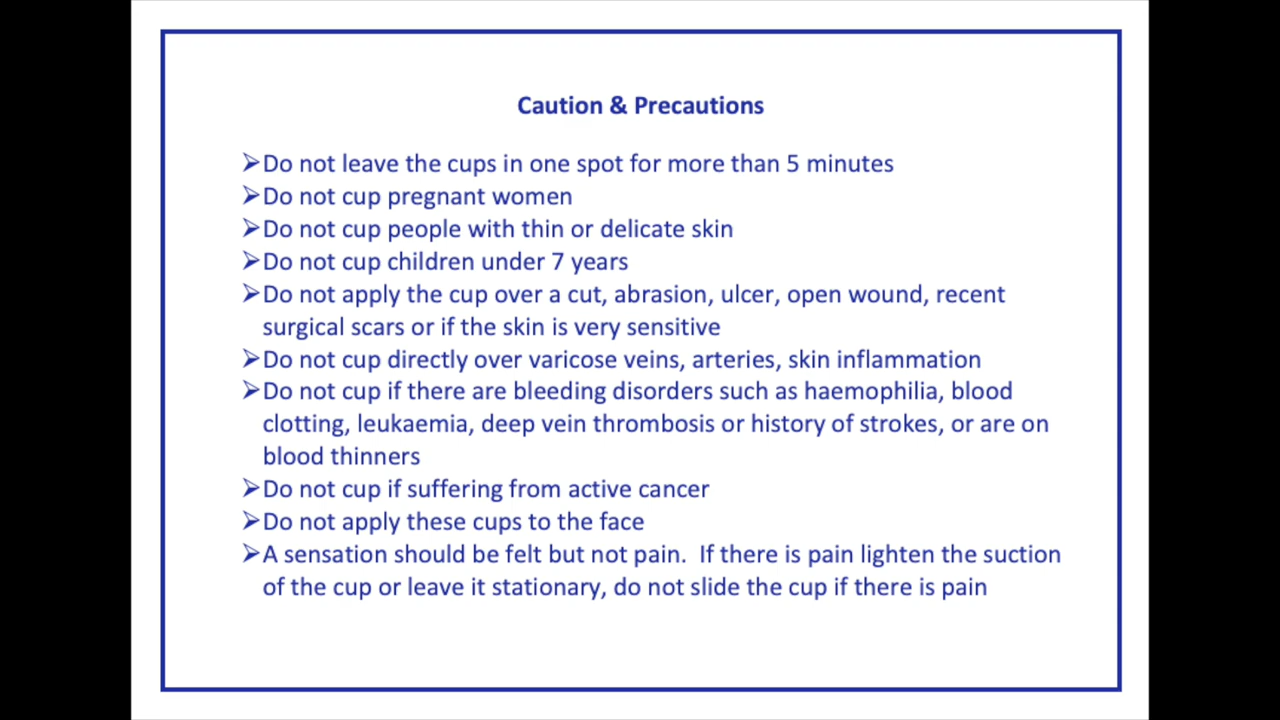 Caution & Precautions
➢Do not leave the cups in one spot for more than 5 minutes
➢Do not cup pregnant women
➢Do not cup people with thin or delicate skin
➢Do not cup children under 7 years
➢Do not apply the cup over a cut, abrasion, ulcer, open wound, recent
surgical scars or if the skin is very sensitive
➢Do not cup directly over varicose veins, arteries, skin inflammation
➢Do not cup if there are bleeding disorders such as haemophilia, blood
clotting, leukaemia, deep vein thrombosis or history of strokes, or are on
blood thinners
➢Do not cup if suffering from active cancer
➢Do not apply these cups to the face
➢A sensation should be felt but not pain.  If there is pain lighten the suction
of the cup or leave it stationary, do not slide the cup if there is pain